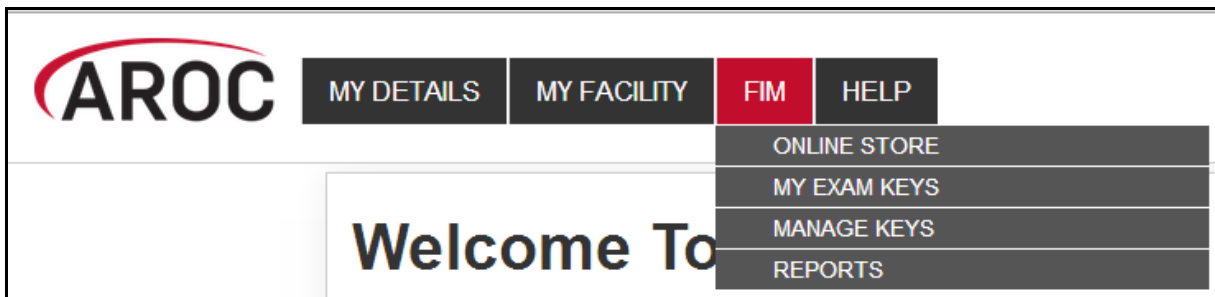 AROC
MY DETAILS MY FACILITY FIM HELP
ONLINE STORE
MY EXAM KEYS
MANAGE KEYS
REPORTS
Welcome To